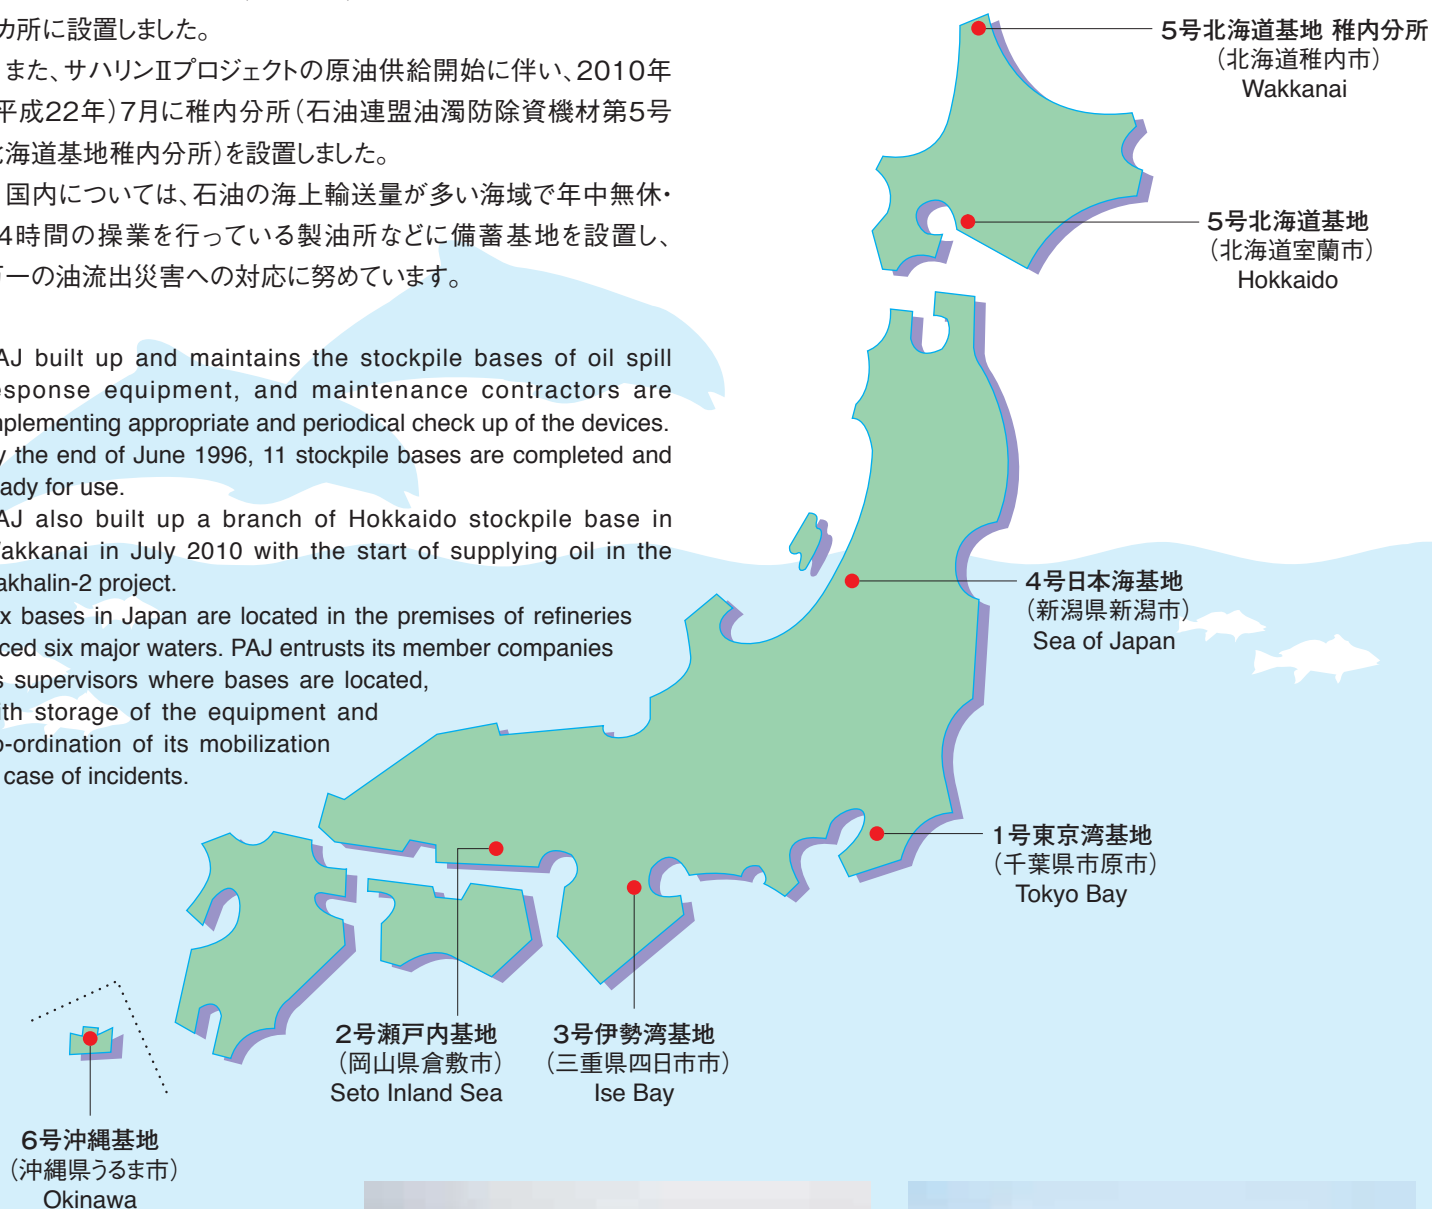 カ所に設置しました。
また、サハリンⅡプロジェクトの原油供給開始に伴い、2010年
平成22年)7月に稚内分所(石油連盟油濁防除資機材第5号
海道基地稚内分所)を設置しました。
国内については、石油の海上輸送量が多い海域で年中無休・
4時間の操業を行っている製油所などに備蓄基地を設置し、
一の油流出災害への対応に努めています。
AJ built up and maintains the stockpile bases of oil spill
esponse equipment, and maintenance contractors are
mplementing appropriate and periodical check up of the devices.
y the end of June 1996, 11 stockpile bases are completed and
ady for use.
AJ also built up a branch of Hokkaido stockpile base in
akkanai in July 2010 with the start of supplying oil in the
akhalin-2 project.
x bases in Japan are located in the premises of refineries
ced six major waters. PAJ entrusts its member companies
s supervisors where bases are located,
ith storage of the equipment and
o-ordination of its mobilization
case of incidents.
5号北海道基地 稚内分所
(北海道稚内市)
Wakkanai
5号北海道基地
(北海道室蘭市)
Hokkaido
4号日本海基地
(新潟県新潟市)
Sea of Japan
1号東京湾基地
(千葉県市原市)
Tokyo Bay
2号瀬戸内基地
(岡山県倉敷市)
Seto Inland Sea
3号伊勢湾基地
(三重県四日市市)
Ise Bay
6号沖縄基地
(沖縄県うるま市)
Okinawa